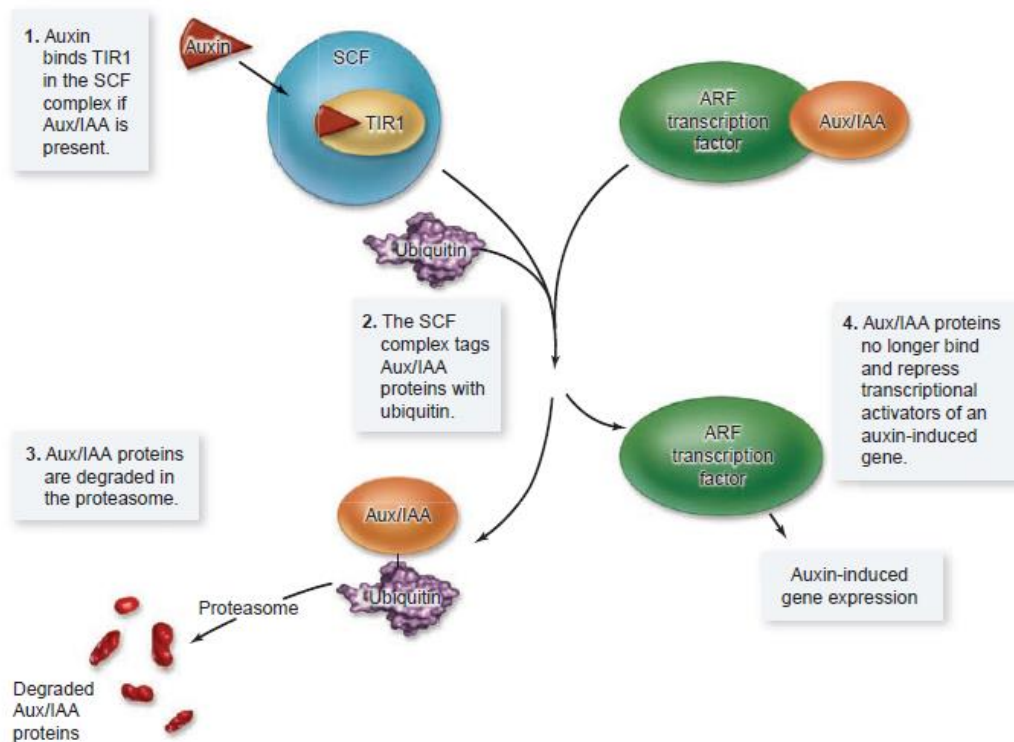 1. Auxin
binds TIR1
in the SCF
complex if
Aux/IAA is
present.
Auxin
SCF
TIR1
ARF
transcription
factor
Aux/IAA
Ubiquitin
2. The SCF
complex tags
Aux/IAA
proteins with
ubiquitin.
4. Aux/IAA proteins
no longer bind
and repress
transcriptional
activators of an
auxin-induced
gene.
3. Aux/IAA proteins
are degraded in
the proteasome.
ARF
transcription
factor
Aux/IAA
Ubiquitin
Auxin-induced
gene expression
Proteasome
Degraded
Aux/IAA
proteins